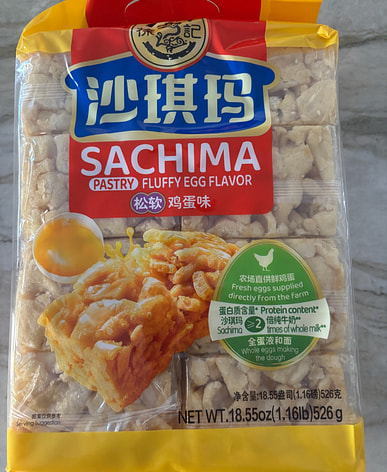 徐 記
沙琪玛
SACHIMA
PASTRY FLUFFY EGG FLAVOR
松软 鸡蛋味
农场直供鲜鸡蛋
Fresh eggs supplied
directly from the farm
蛋白质含量* Protein content*
沙琪玛 ≥2 倍纯牛奶**
Sachima times of whole milk**
全蛋液和面
Whole eggs making
the dough
净含量:18.55盎司(1.16磅)526克
NET WT. 18.55oz(1.16lb)526g
Serving Suggestion